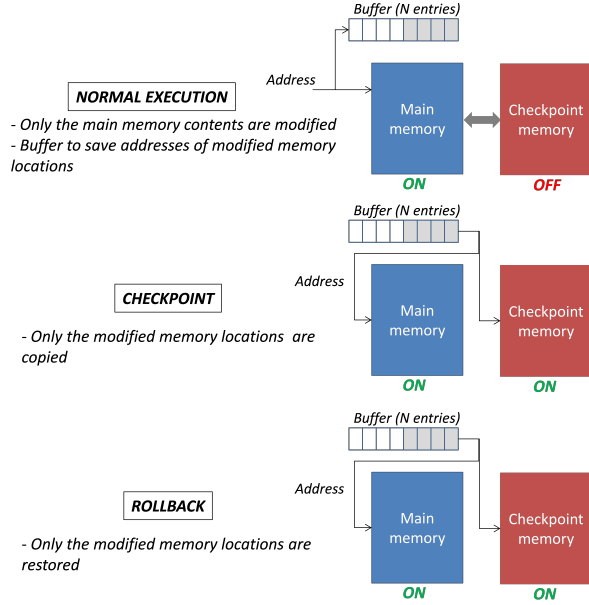 Buffer (N entries)
Address
NORMAL EXECUTION
- Only the main memory contents are modified
- Buffer to save addresses of modified memory
locations
Main
memory
Checkpoint
memory
ON
OFF
Buffer (N entries)
Address
CHECKPOINT
- Only the modified memory locations are
copied
Main
memory
Checkpoint
memory
ON
ON
Buffer (N entries)
Address
ROLLBACK
- Only the modified memory locations are
restored
Main
memory
Checkpoint
memory
ON
ON